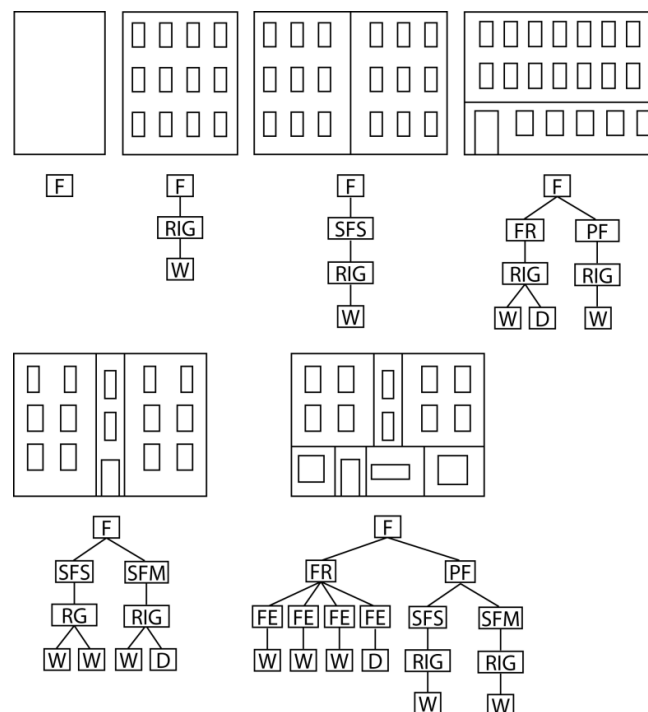 F F F F
RIG SFS FR PF
W RIG RIG RIG
W W D W
F F
SFS SFM FR PF
RG RIG FE FE FE FE SFS SFM
W W W D W W W D RIG RIG
W W